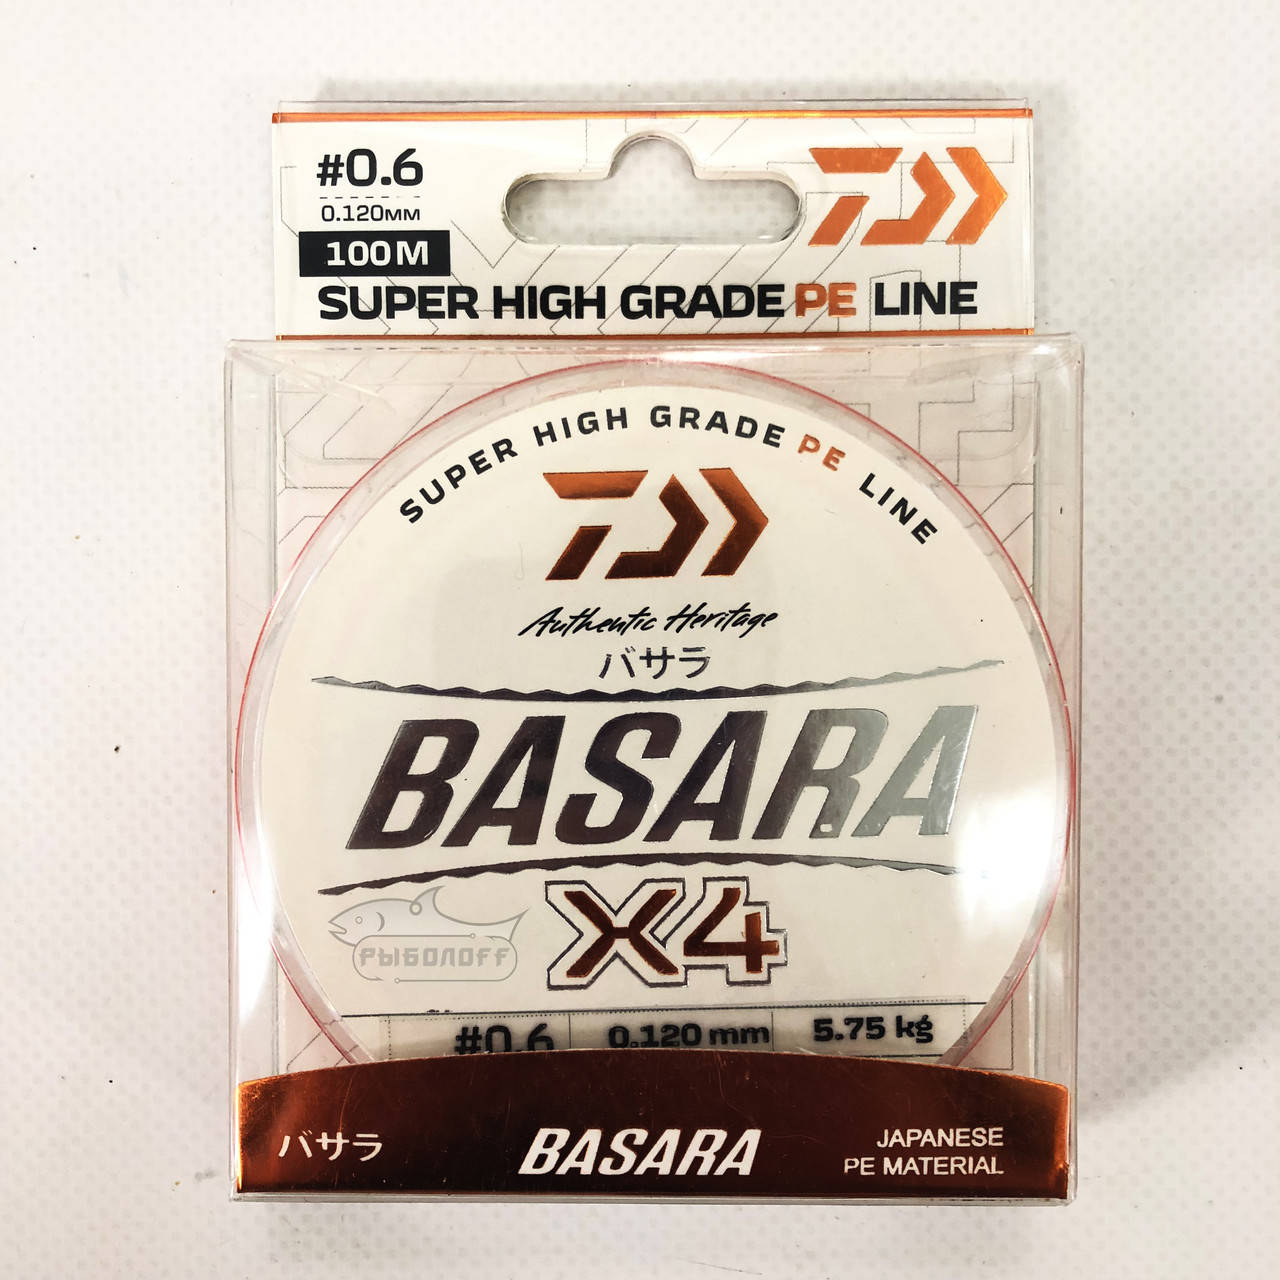 #0.6
0.120мм
100М
SUPER HIGH GRADE PE LINE
SUPER HIGH GRADE PE LINE
Authentic Heritage
バサラ
BASARA
X4
РЫБОЛОFF
#0.6 0.120 mm 5.75 kg
バサラ
BASARA
JAPANESE
PE MATERIAL